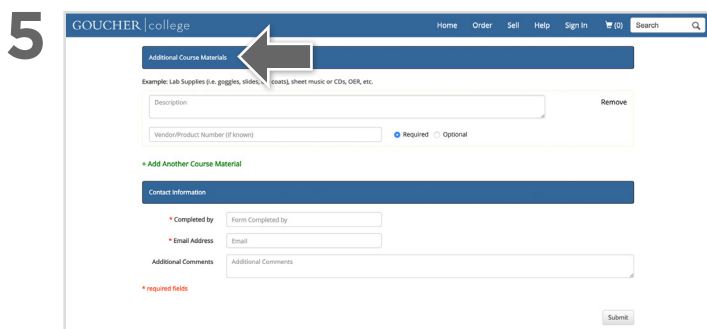 5
GOUCHER | college Home Order Sell Help Sign In (0) Search
Additional Course Materials
Example: Lab Supplies (i.e. goggles, slides, coats), sheet music or CDs, OER, etc.
Description Remove
Vendor/Product Number (if known) Required Optional
+ Add Another Course Material
Contact Information
* Completed by Form Completed by
* Email Address Email
Additional Comments Additional Comments
* required fields
Submit